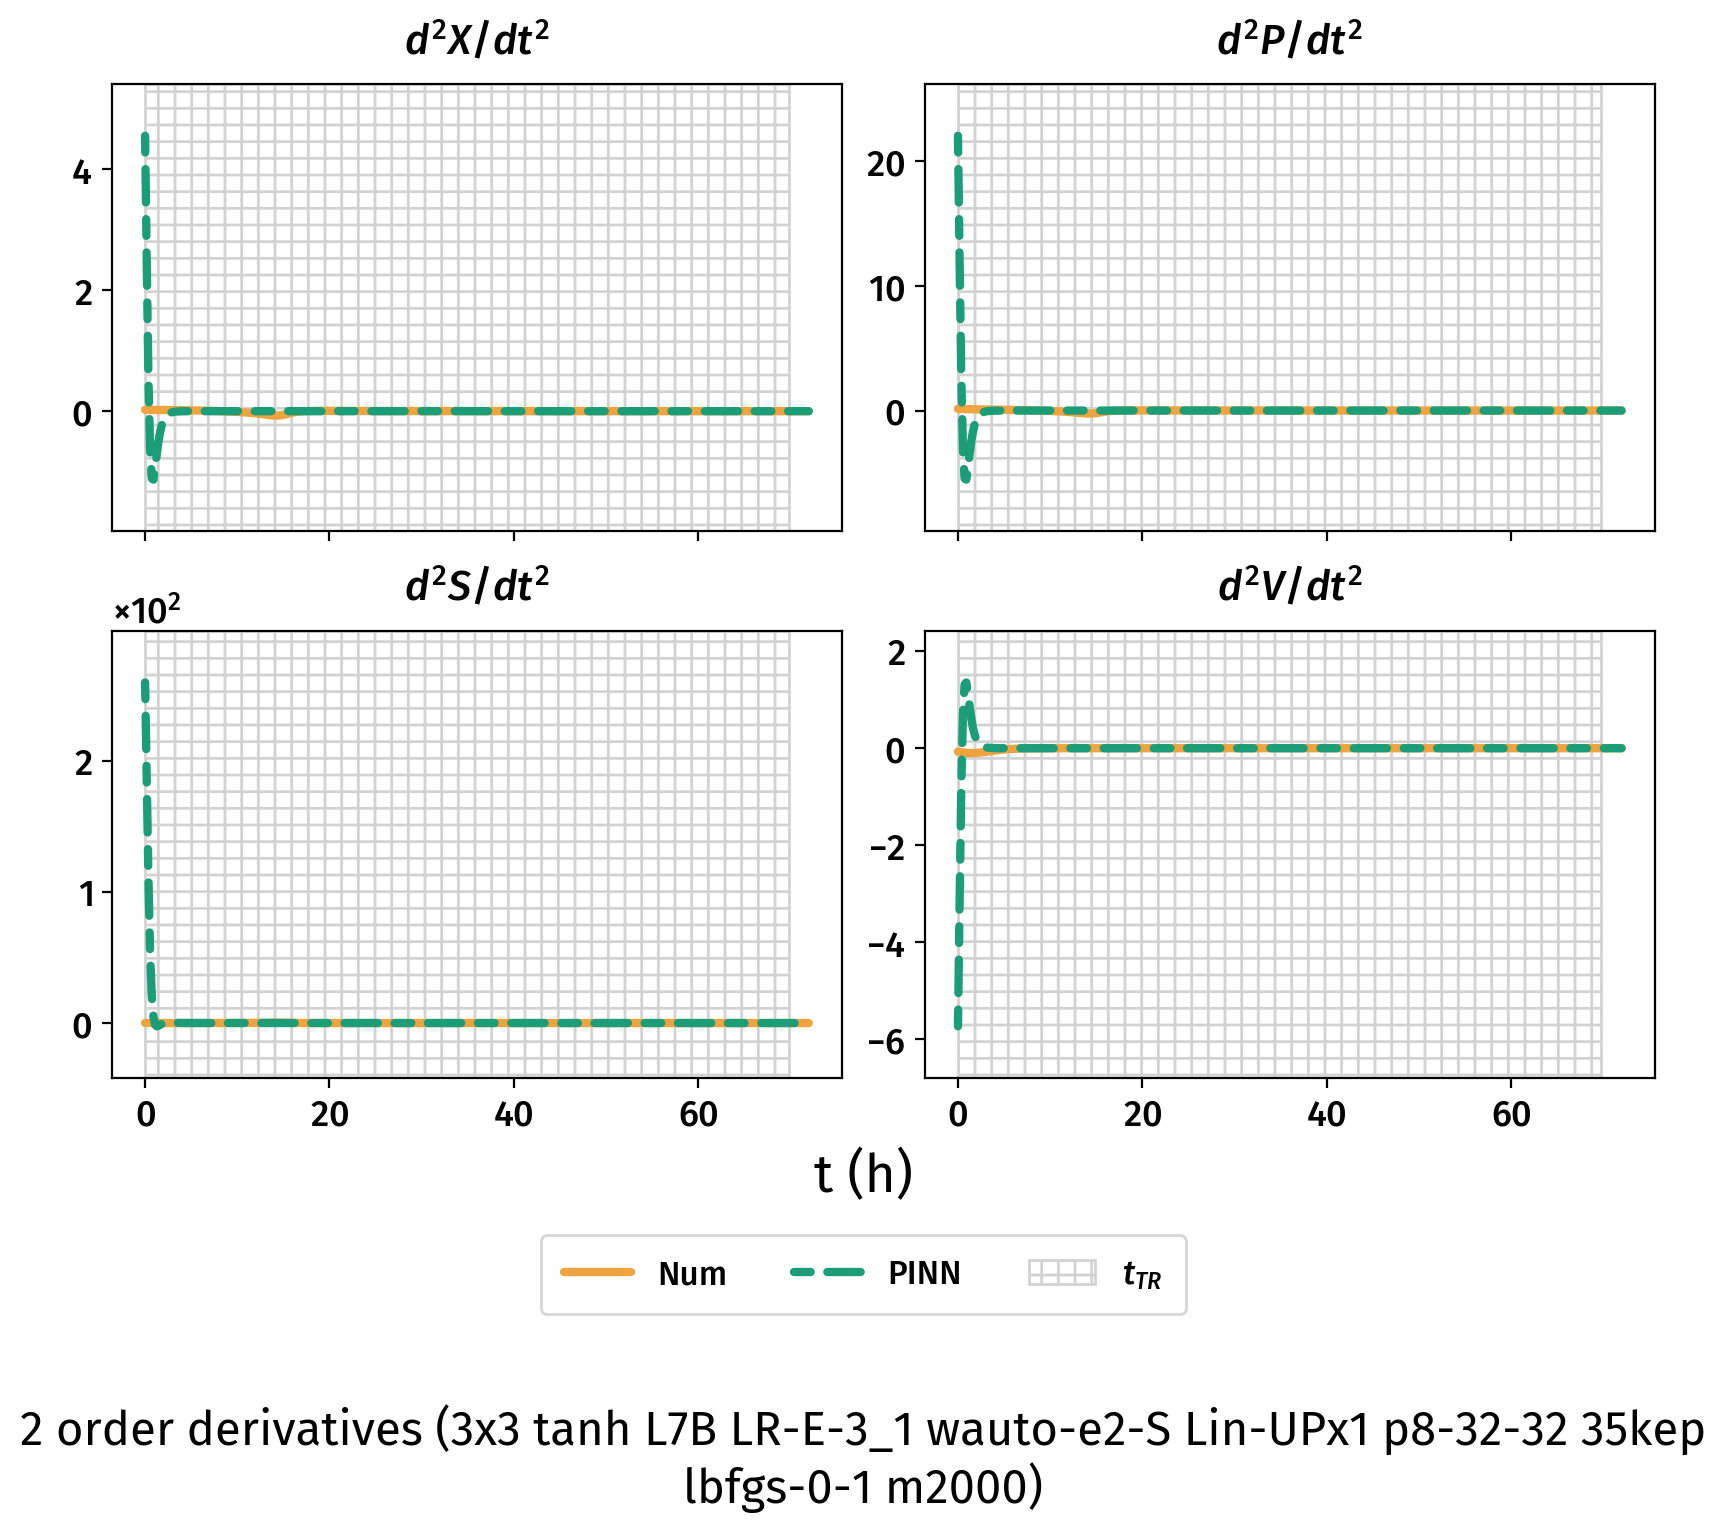 d²X/dt²
4
2
0
d²P/dt²
20
10
0
d²S/dt²
×10²
2
1
0
0 20 40 60
d²V/dt²
2
0
−2
−4
−6
0 20 40 60
t (h)
Num PINN t_TR
2 order derivatives (3x3 tanh L7B LR-E-3_1 wauto-e2-S Lin-UPx1 p8-32-32 35kep
lbfgs-0-1 m2000)